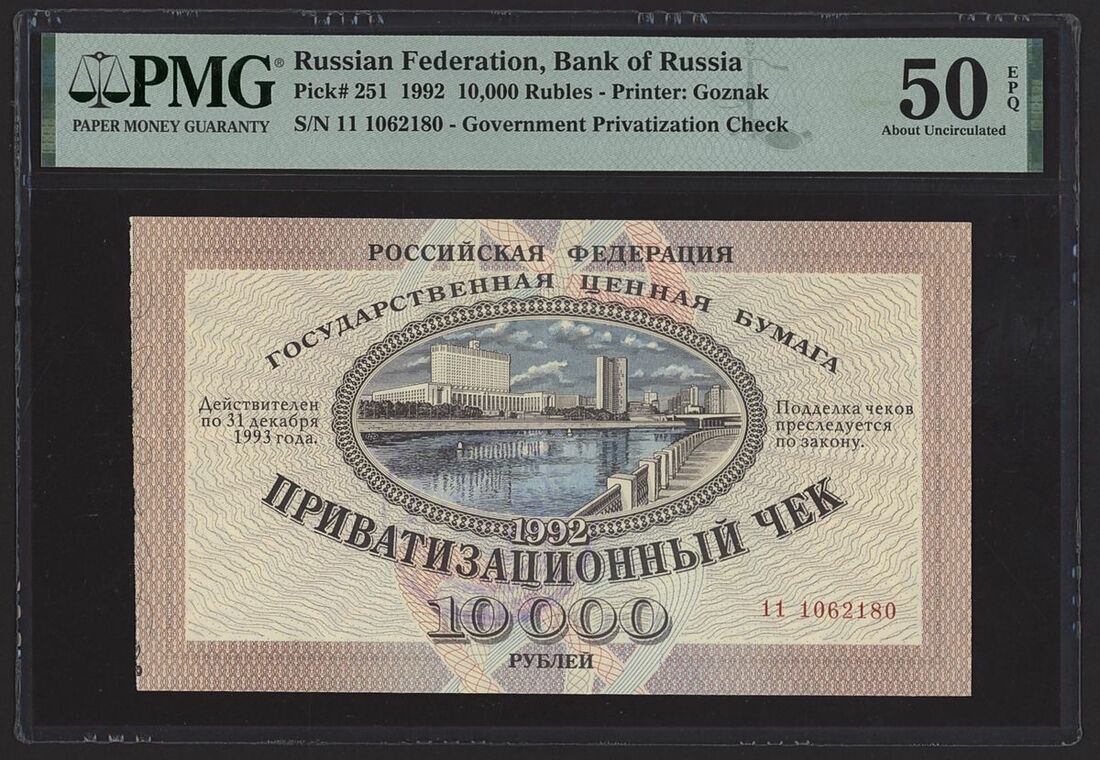 PMG®
PAPER MONEY GUARANTY
Russian Federation, Bank of Russia
Pick# 251 1992 10,000 Rubles - Printer: Goznak
S/N 11 1062180 - Government Privatization Check
50
EPQ
About Uncirculated
РОССИЙСКАЯ ФЕДЕРАЦИЯ
ГОСУДАРСТВЕННАЯ ЦЕННАЯ БУМАГА
Действителен
по 31 декабря
1993 года.
Подделка чеков
преследуется
по закону.
1992
ПРИВАТИЗАЦИОННЫЙ ЧЕК
10 000
11 1062180
РУБЛЕЙ